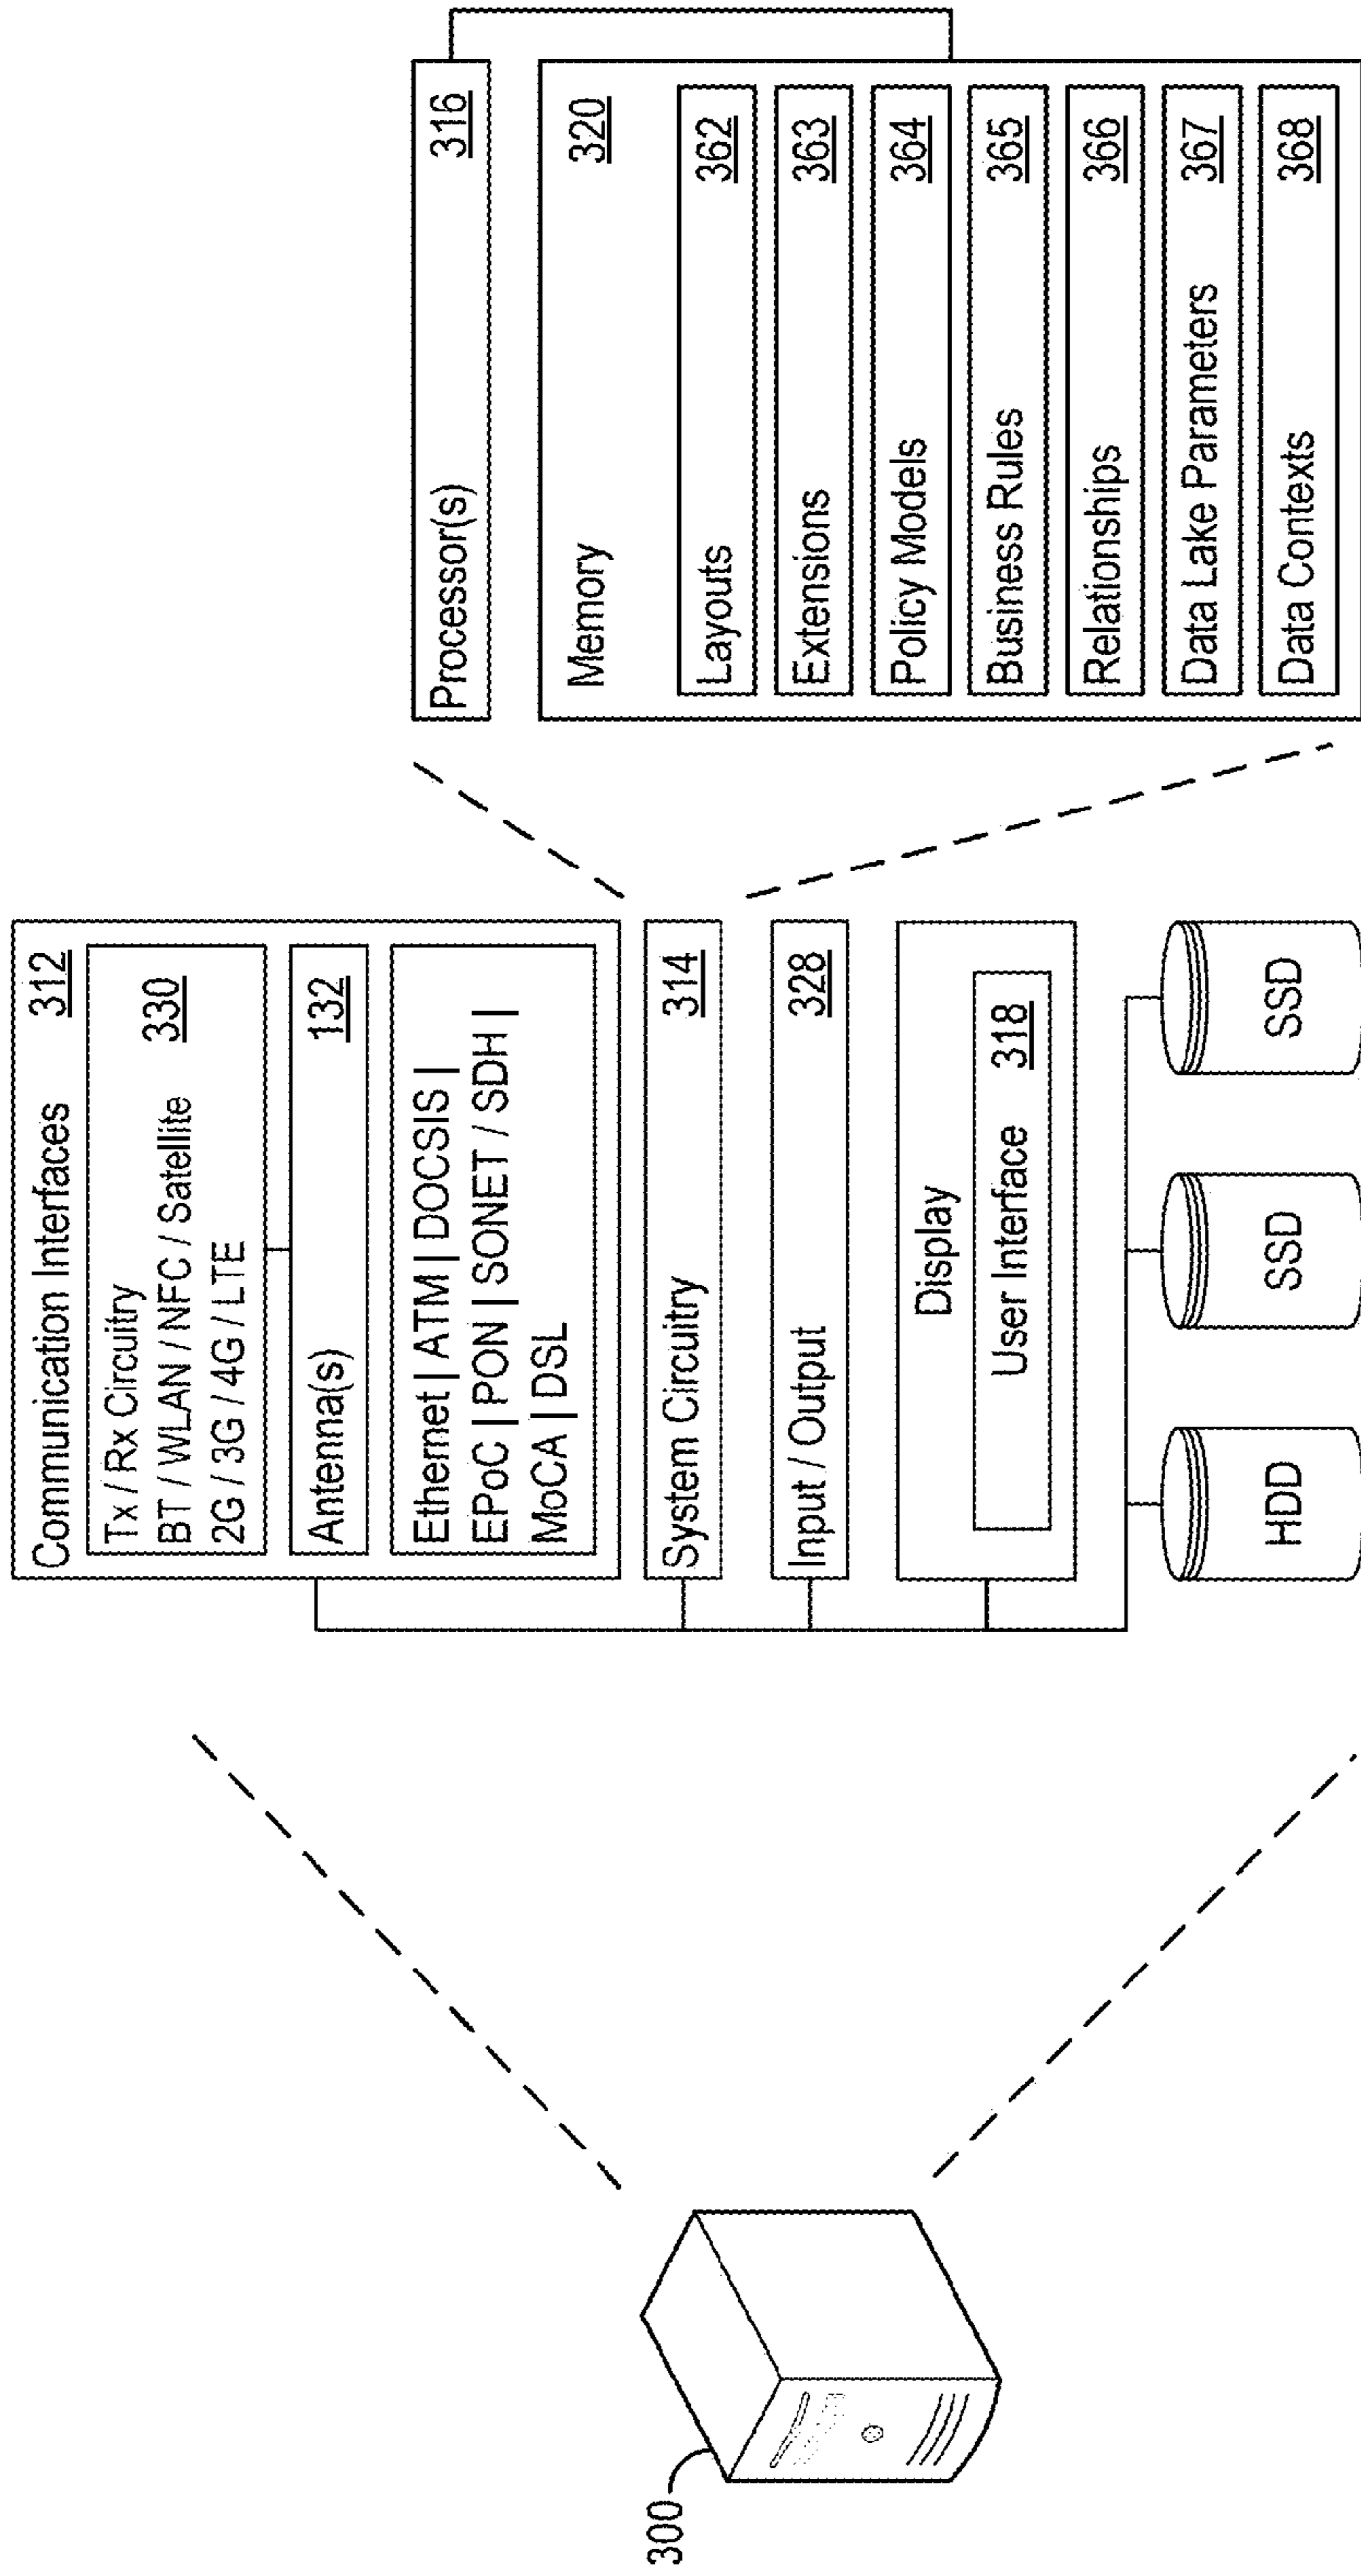 300
Communication Interfaces 312
Tx / Rx Circuitry
BT / WLAN / NFC / Satellite 330
2G / 3G / 4G / LTE
Antenna(s) 132
Ethernet | ATM | DOCSIS |
EPoC | PON | SONET / SDH |
MoCA | DSL
System Circuitry 314
Input / Output 328
Display
User Interface 318
HDD
SSD
SSD
Processor(s) 316
Memory 320
Layouts 362
Extensions 363
Policy Models 364
Business Rules 365
Relationships 366
Data Lake Parameters 367
Data Contexts 368